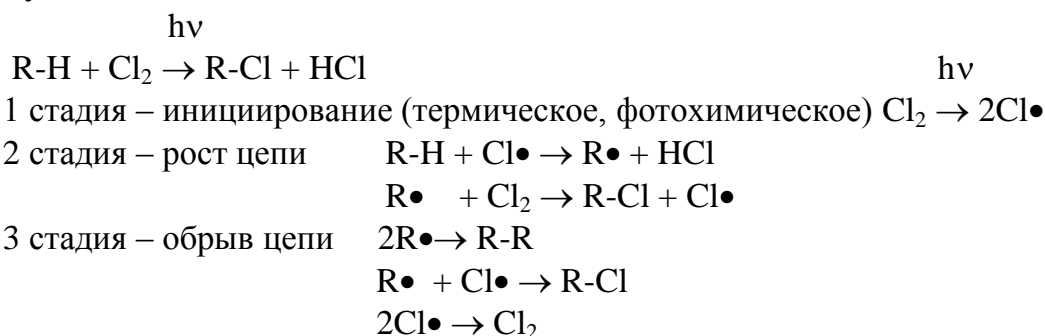 hν
R-H + Cl₂ → R-Cl + HCl hν
1 стадия – инициирование (термическое, фотохимическое) Cl₂ → 2Cl•
2 стадия – рост цепи R-H + Cl• → R• + HCl
R• + Cl₂ → R-Cl + Cl•
3 стадия – обрыв цепи 2R•→ R-R
R• + Cl• → R-Cl
2Cl• → Cl₂